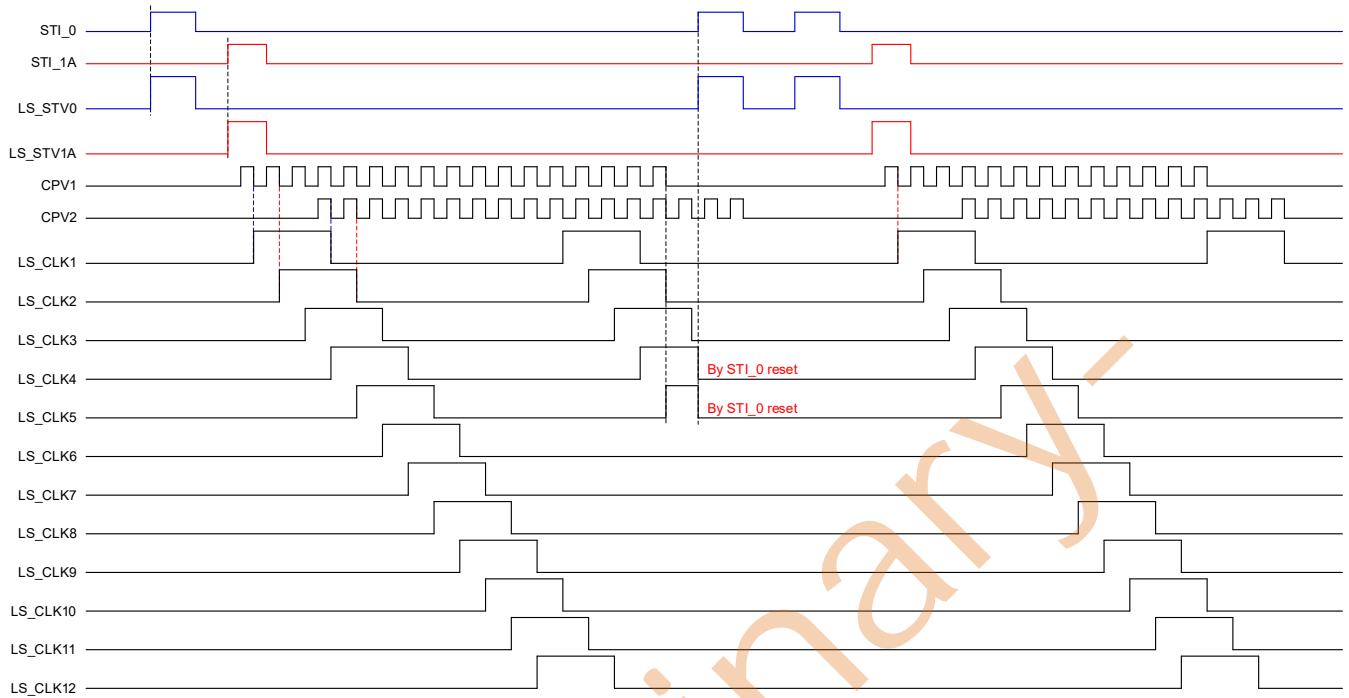 STI_0
STI_1A
LS_STV0
LS_STV1A
CPV1
CPV2
LS_CLK1
LS_CLK2
LS_CLK3
LS_CLK4
By STI_0 reset
LS_CLK5
By STI_0 reset
LS_CLK6
LS_CLK7
LS_CLK8
LS_CLK9
LS_CLK10
LS_CLK11
LS_CLK12
inary-